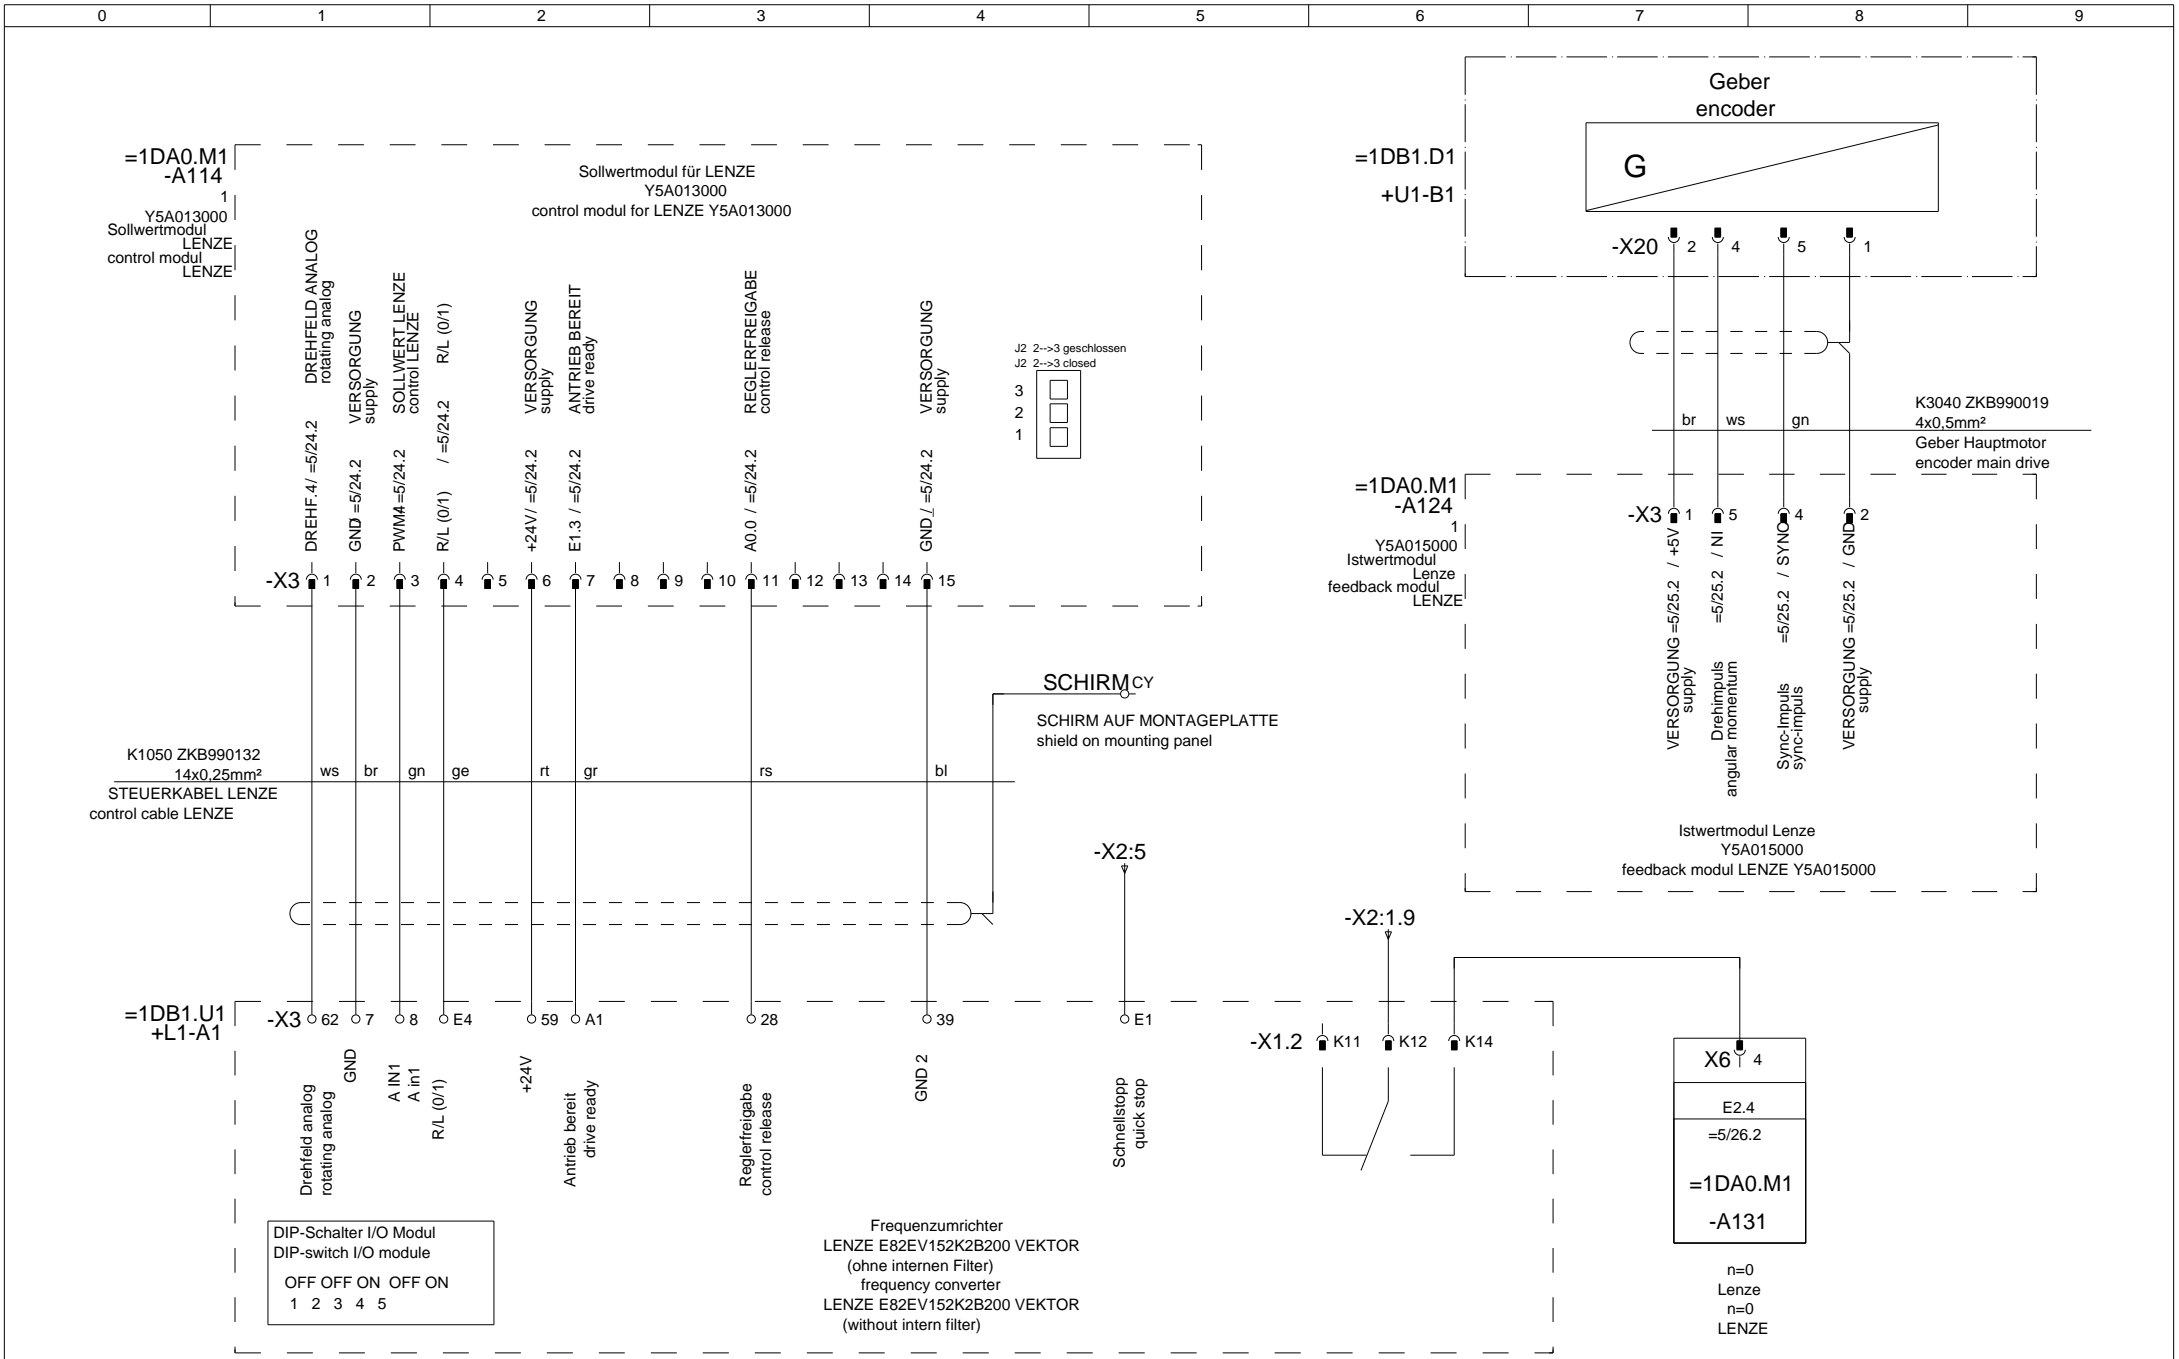 0 1 2 3 4 5 6 7 8 9
=1DA0.M1
-A114
1
Y5A013000
Sollwertmodul
LENZE
control modul
LENZE
Sollwertmodul für LENZE
Y5A013000
control modul for LENZE Y5A013000
DREHFELD ANALOG
rotating analog
VERSORGUNG
supply
SOLLWERT LENZE
control LENZE
R/L (0/1)
VERSORGUNG
supply
ANTRIEB BEREIT
drive ready
REGLERFREIGABE
control release
VERSORGUNG
supply
J2 2-->3 geschlossen
J2 2-->3 closed
3
2
1
DREHF.4/ =5/24.2
GND =5/24.2
PWM4 =5/24.2
R/L (0/1) / =5/24.2
+24V/ =5/24.2
E1.3 / =5/24.2
A0.0 / =5/24.2
GND_/ =5/24.2
-X3 1 2 3 4 5 6 7 8 9 10 11 12 13 14 15
SCHIRM CY
SCHIRM AUF MONTAGEPLATTE
shield on mounting panel
K1050 ZKB990132
14x0,25mm²
STEUERKABEL LENZE
control cable LENZE
ws br gn ge rt gr rs bl
-X2:5
-X2:1.9
=1DB1.U1
+L1-A1
-X3 62 7 8 E4 59 A1 28 39 E1
-X1.2 K11 K12 K14
Drehfeld analog
rotating analog
GND
A IN1
A in1
R/L (0/1)
+24V
Antrieb bereit
drive ready
Reglerfreigabe
control release
GND 2
Schnellstopp
quick stop
DIP-Schalter I/O Modul
DIP-switch I/O module
OFF OFF ON OFF ON
1 2 3 4 5
Frequenzumrichter
LENZE E82EV152K2B200 VEKTOR
(ohne internen Filter)
frequency converter
LENZE E82EV152K2B200 VEKTOR
(without intern filter)
Geber
encoder
G
=1DB1.D1
+U1-B1
-X20 2 4 5 1
K3040 ZKB990019
4x0,5mm²
Geber Hauptmotor
encoder main drive
br ws gn
=1DA0.M1
-A124
1
Y5A015000
Istwertmodul
Lenze
feedback modul
LENZE
-X3 1 5 4 2
VERSORGUNG =5/25.2 / +5V
supply
Drehimpuls =5/25.2 / NI
angular momentum
Sync-Impuls =5/25.2 / SYNO
sync-impuls
VERSORGUNG =5/25.2 / GND
supply
Istwertmodul Lenze
Y5A015000
feedback modul LENZE Y5A015000
X6 4
E2.4
=5/26.2
=1DA0.M1
-A131
n=0
Lenze
n=0
LENZE